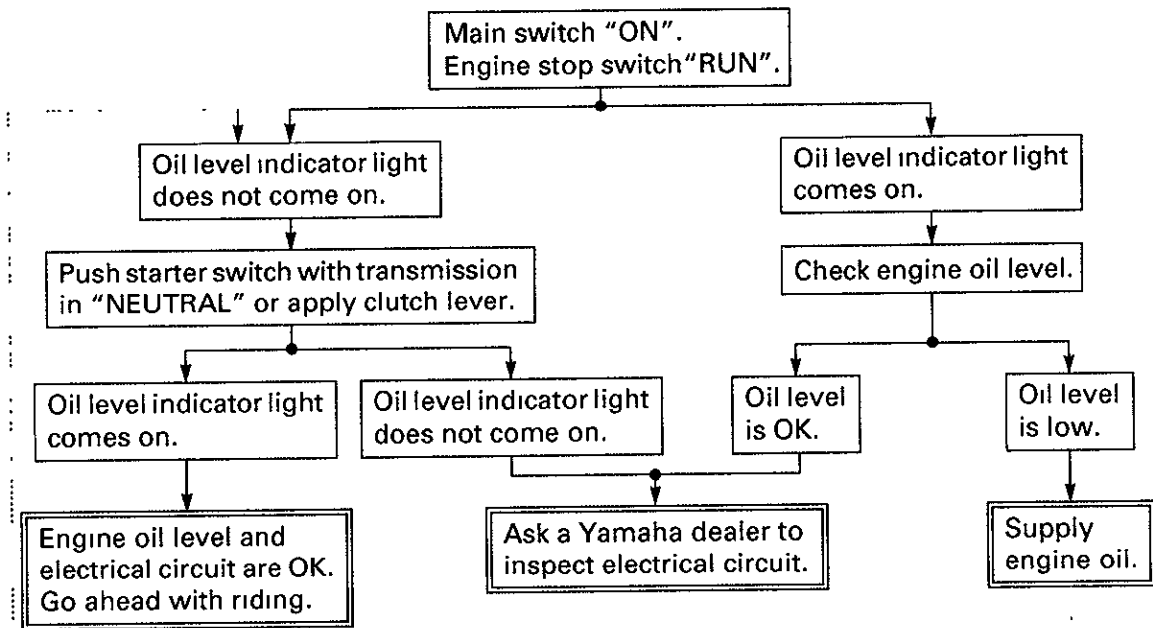 Main switch “ON”.
Engine stop switch“RUN”.
Oil level indicator light
does not come on.
Oil level indicator light
comes on.
Push starter switch with transmission
in “NEUTRAL” or apply clutch lever.
Check engine oil level.
Oil level indicator light
comes on.
Oil level indicator light
does not come on.
Oil level
is OK.
Oil level
is low.
Engine oil level and
electrical circuit are OK.
Go ahead with riding.
Ask a Yamaha dealer to
inspect electrical circuit.
Supply
engine oil.